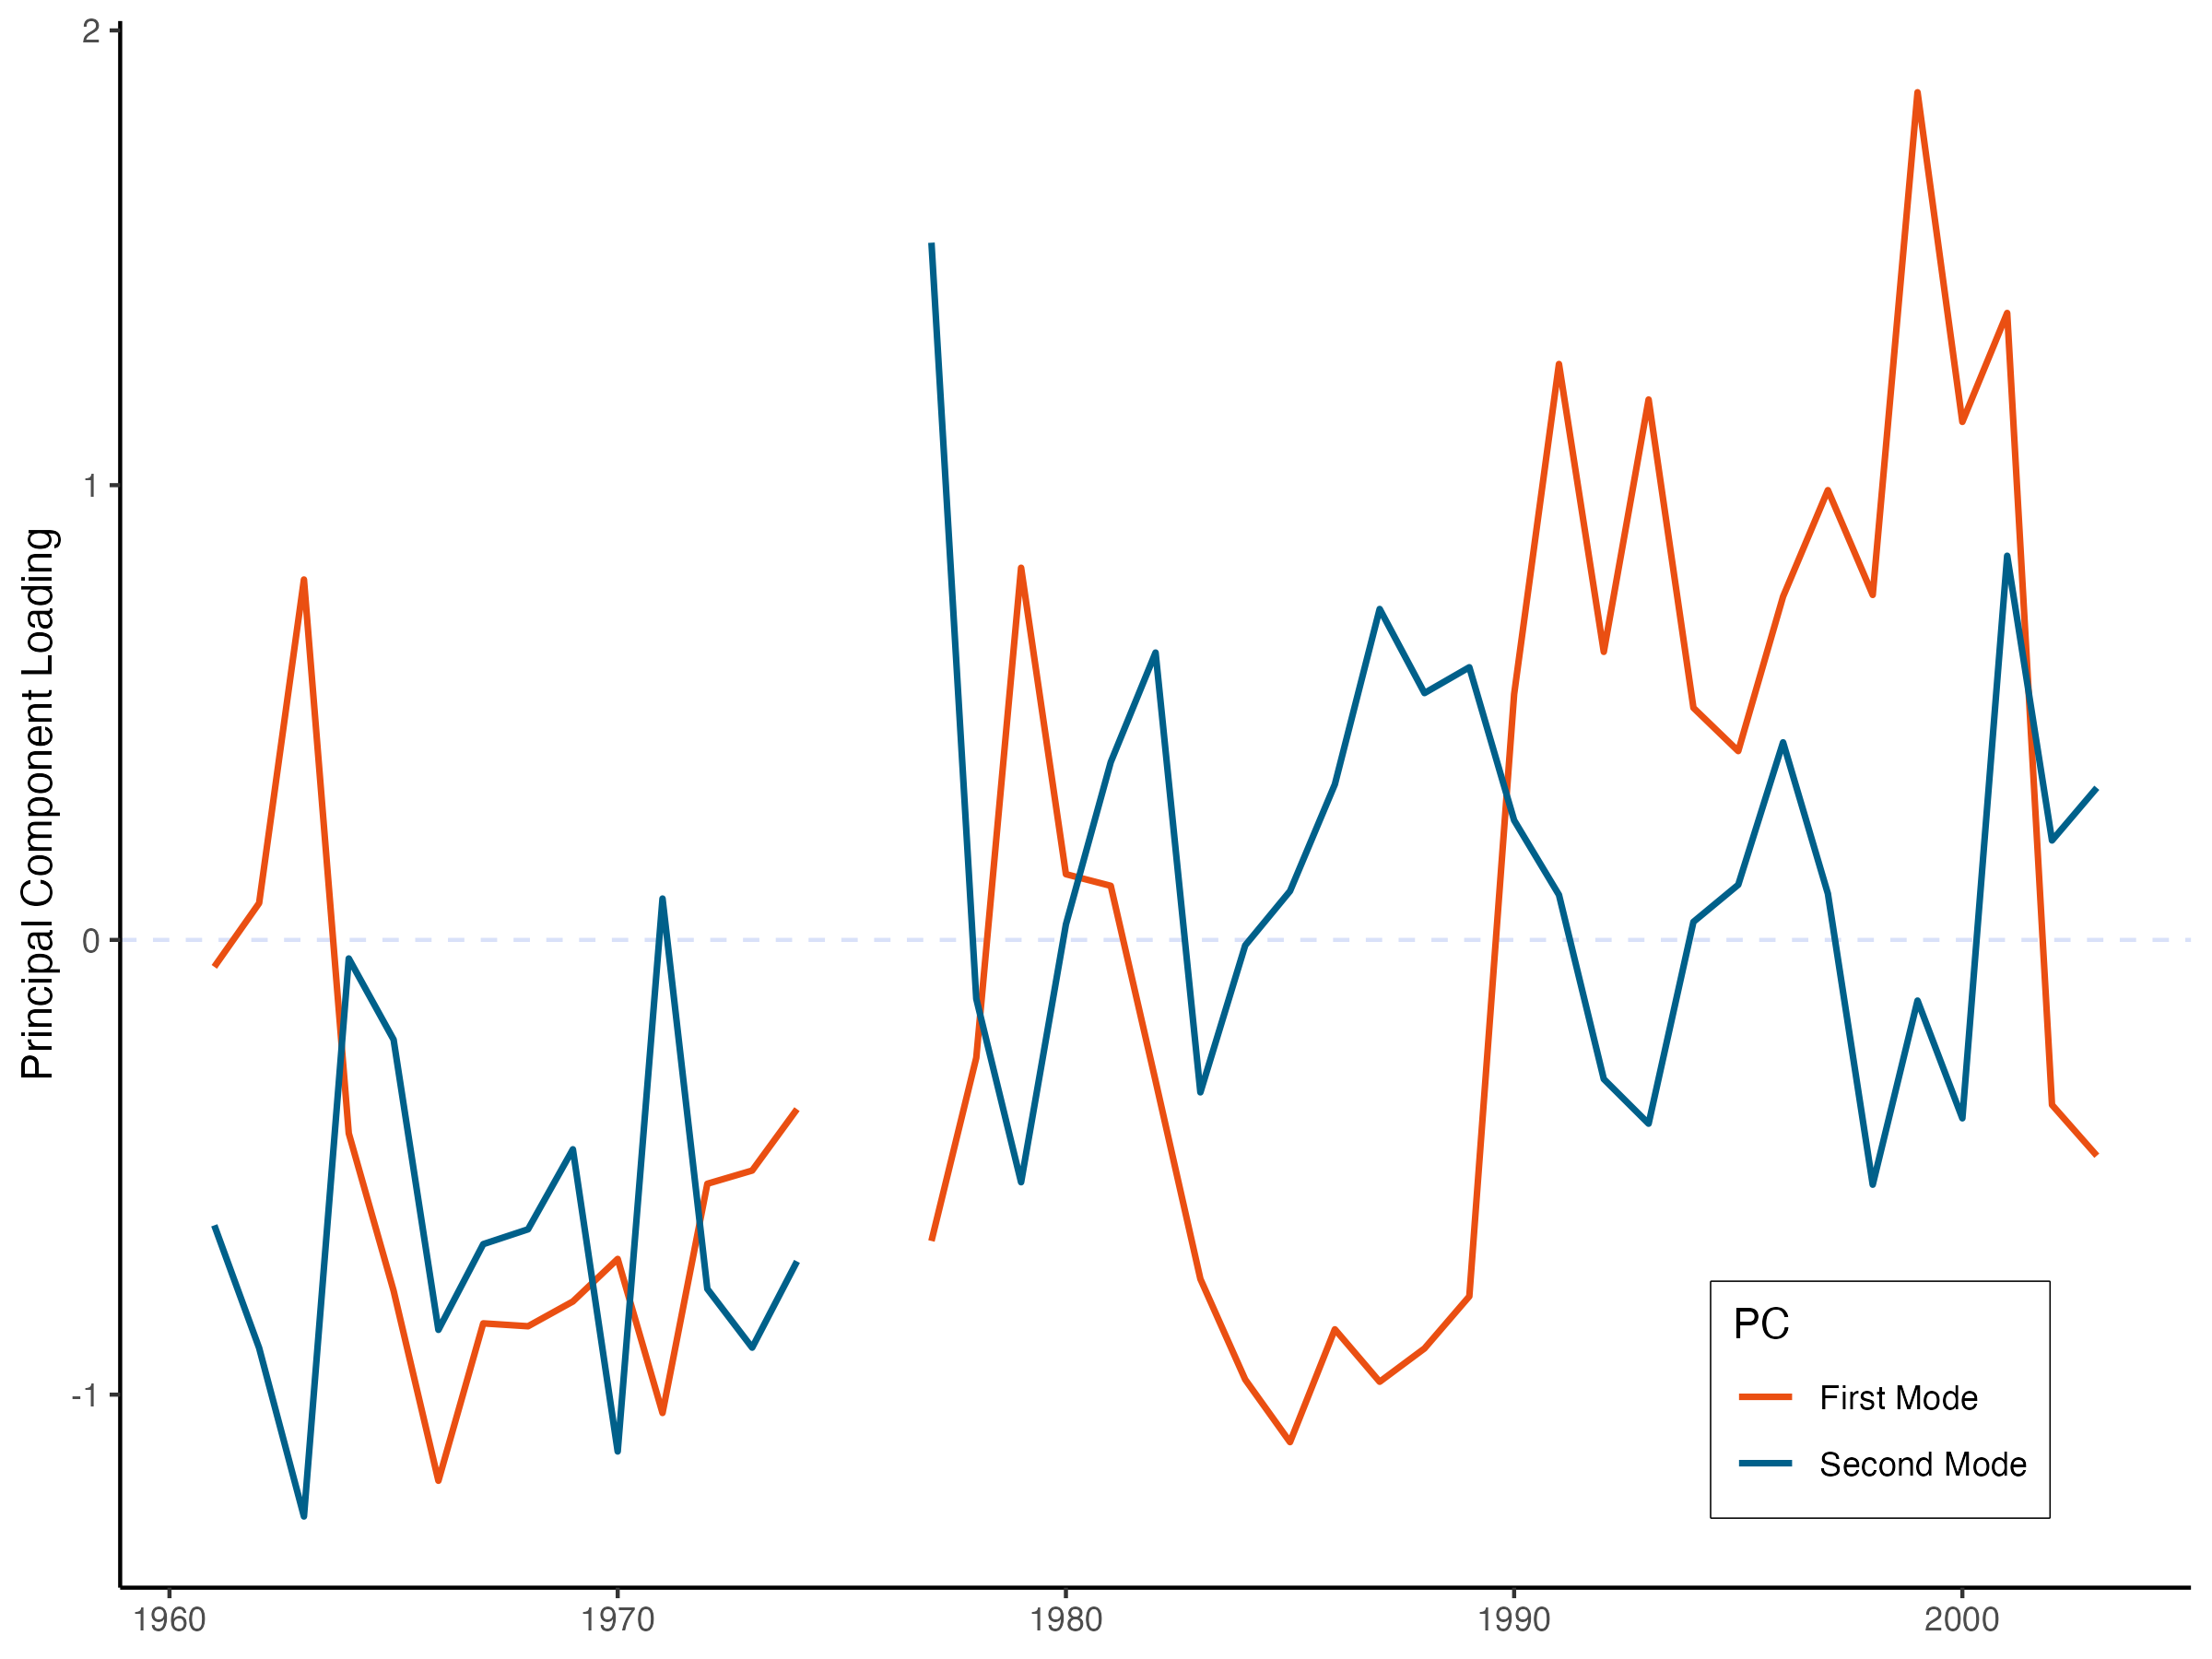 Principal Component Loading
2
1
0
-1
1960
1970
1980
1990
2000
PC
First Mode
Second Mode